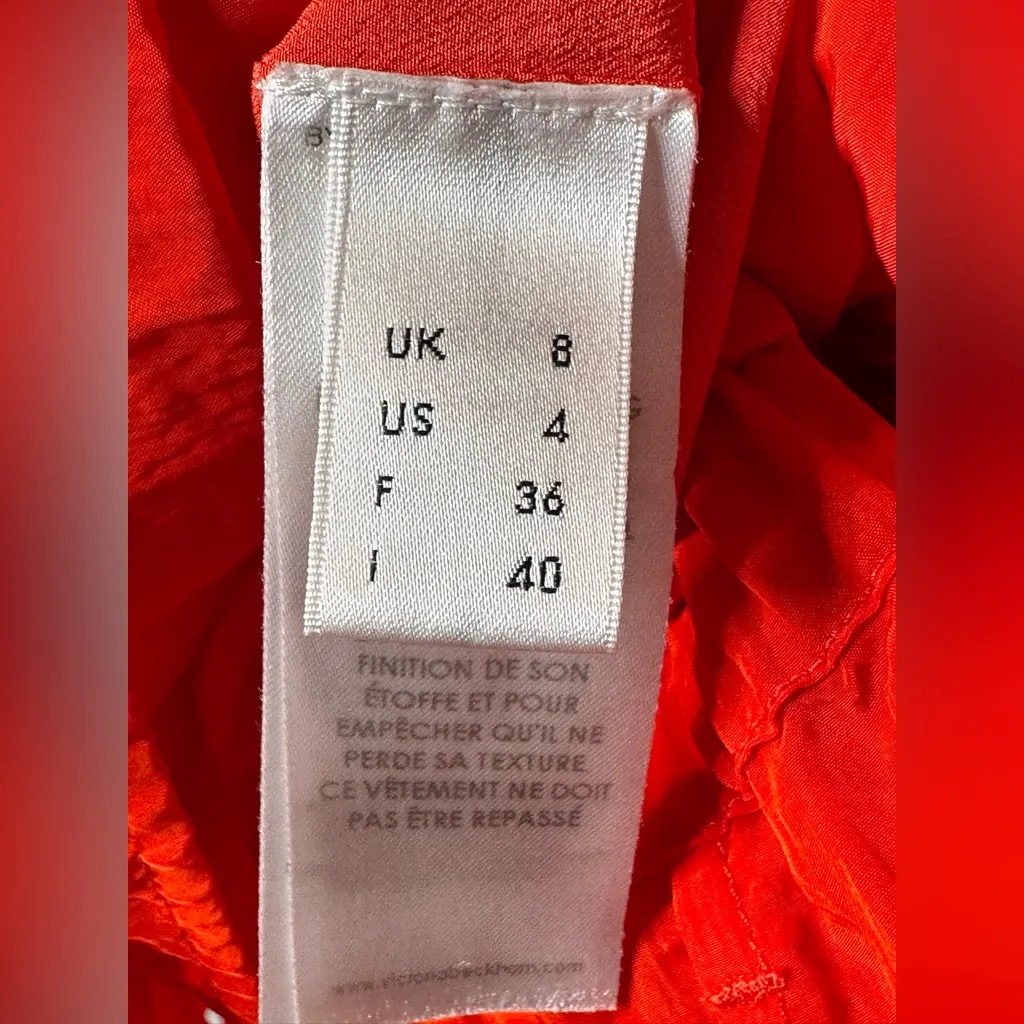 UK 8
US 4
F 36
I 40
FINITION DE SON
ÉTOFFE ET POUR
EMPÊCHER QU'IL NE
PERDE SA TEXTURE
CE VÊTEMENT NE DOIT
PAS ÊTRE REPASSÉ
www.victoriabeckham.com